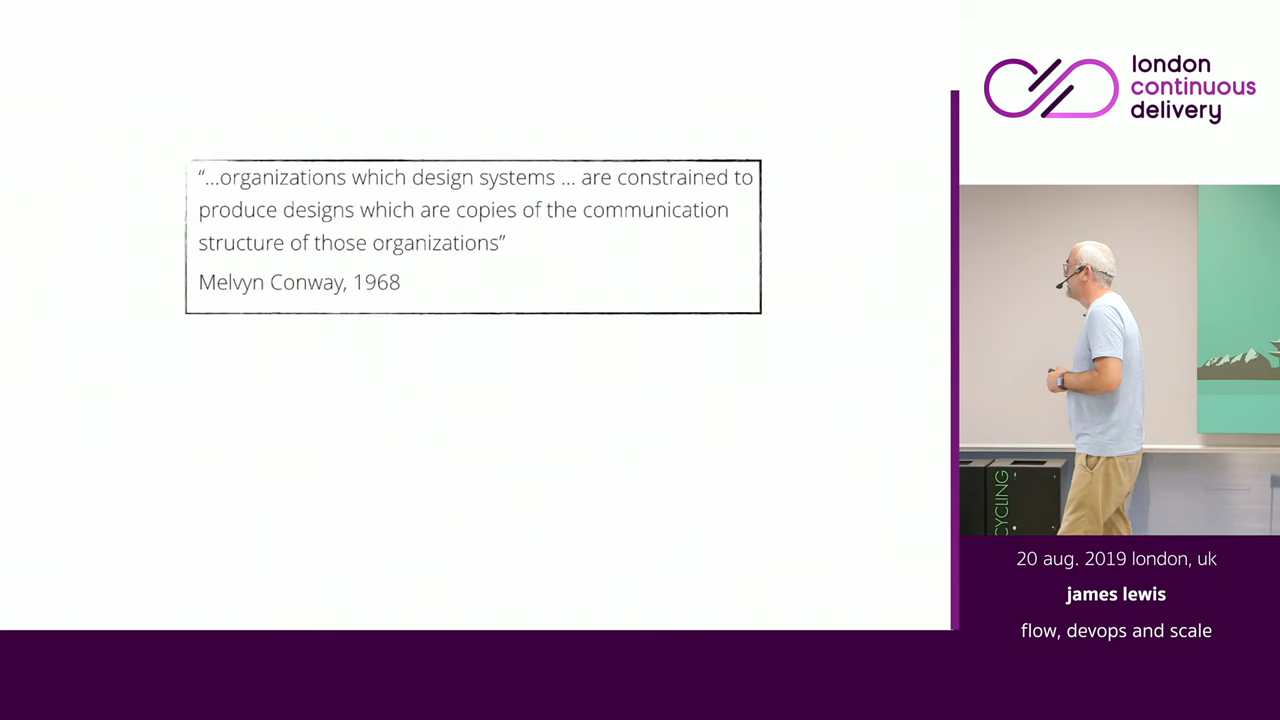 “...organizations which design systems ... are constrained to
produce designs which are copies of the communication
structure of those organizations”
Melvyn Conway, 1968
london
continuous
delivery
CYCLING
20 aug. 2019 london, uk
james lewis
flow, devops and scale